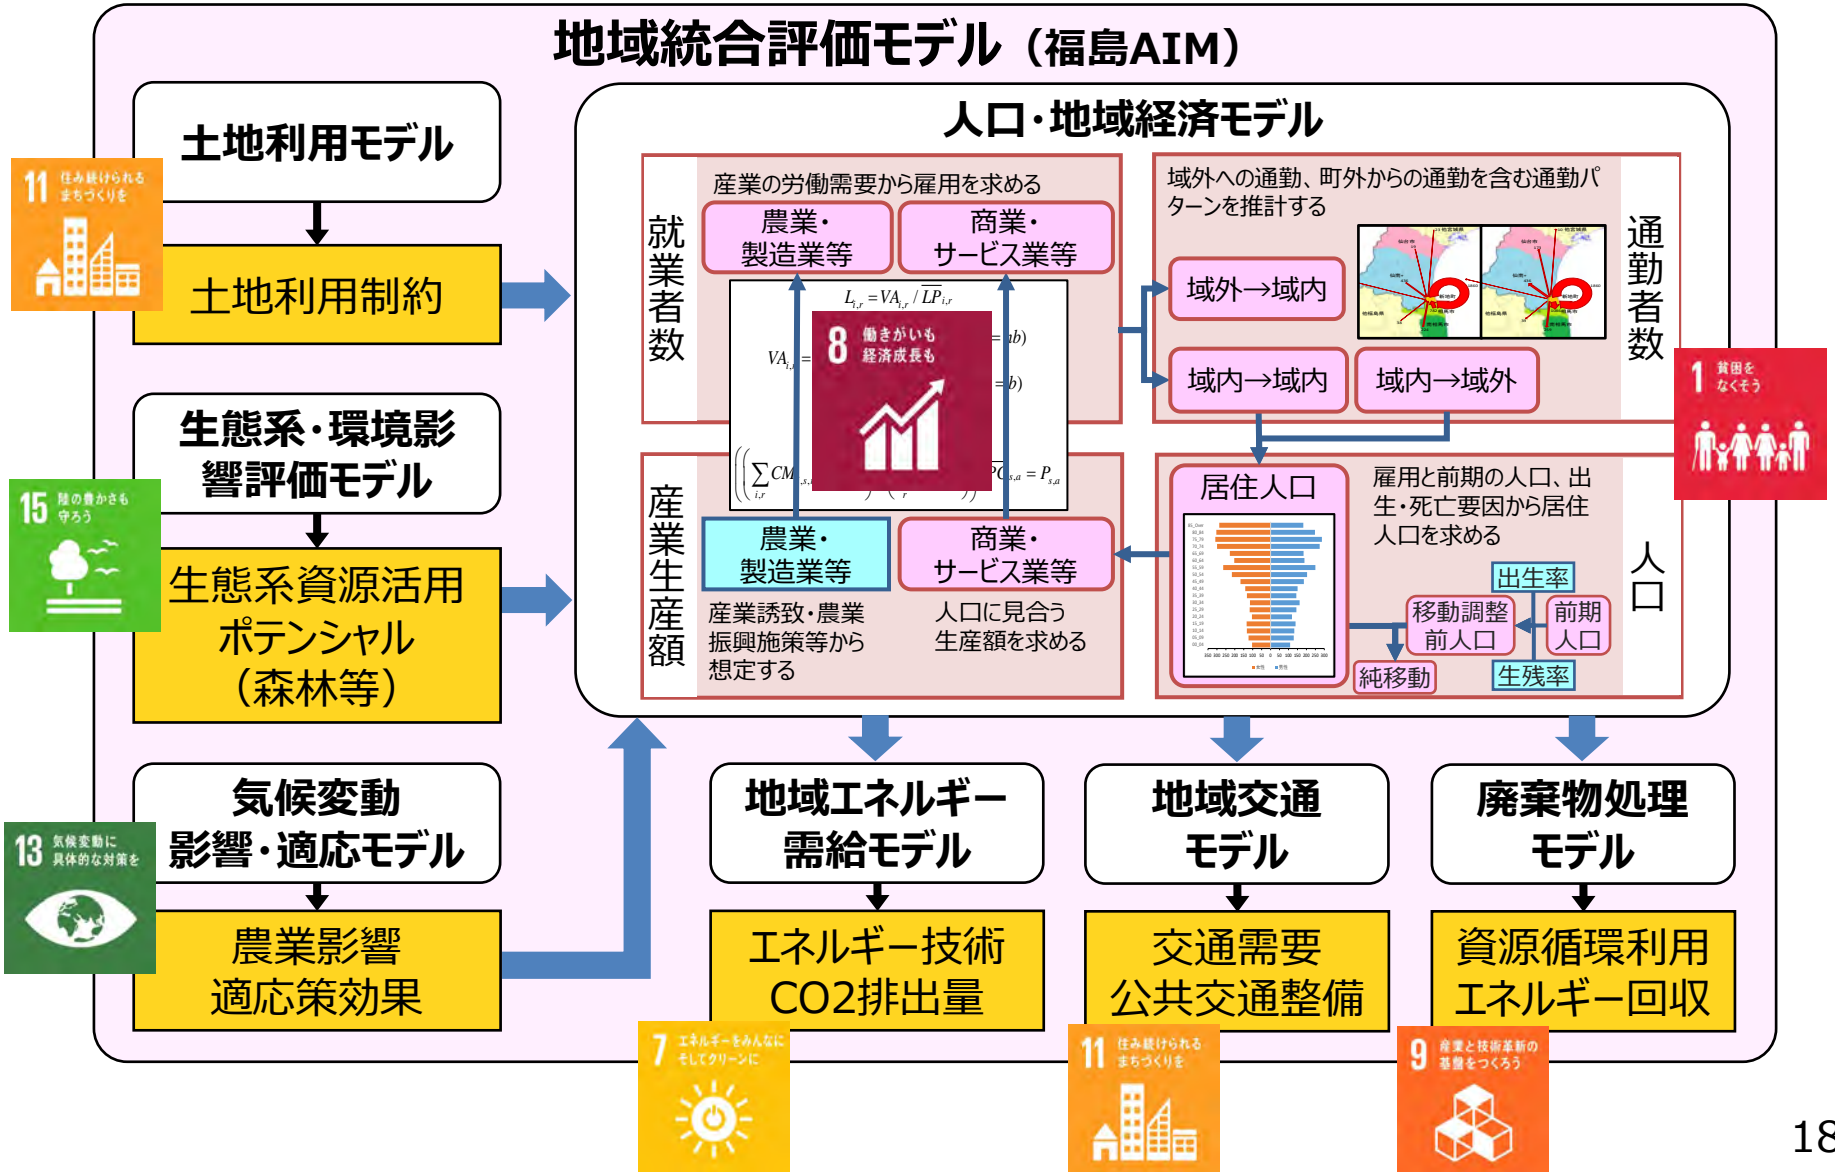 地域統合評価モデル（福島AIM）
土地利用モデル
11 住み続けられる
まちづくりを
土地利用制約
生態系・環境影
響評価モデル
15 陸の豊かさも
守ろう
生態系資源活用
ポテンシャル
（森林等）
気候変動
影響・適応モデル
13 気候変動に
具体的な対策を
農業影響
適応策効果
人口・地域経済モデル
就業者数
産業の労働需要から雇用を求める
農業・
製造業等
商業・
サービス業等
8 働きがいも
経済成長も
産業生産額
農業・
製造業等
商業・
サービス業等
産業誘致・農業
振興施策等から
想定する
人口に見合う
生産額を求める
域外への通勤、町外からの通勤を含む通勤パ
ターンを推計する
通勤者数
域外→域内
域内→域内
域内→域外
1 貧困を
なくそう
居住人口
雇用と前期の人口、出
生・死亡要因から居住
人口を求める
人口
出生率
移動調整
前人口
前期
人口
純移動
生残率
地域エネルギー
需給モデル
エネルギー技術
CO2排出量
7 エネルギーをみんなに
そしてクリーンに
地域交通
モデル
交通需要
公共交通整備
11 住み続けられる
まちづくりを
廃棄物処理
モデル
資源循環利用
エネルギー回収
9 産業と技術革新の
基盤をつくろう
18